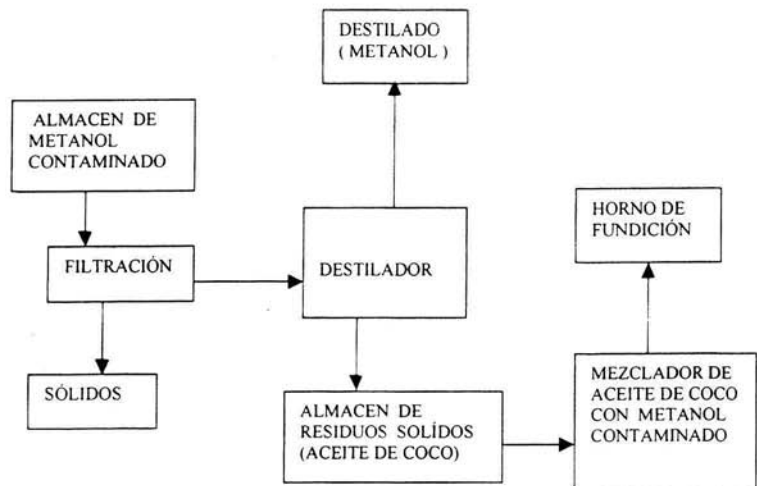 DESTILADO
( METANOL )
ALMACEN DE
METANOL
CONTAMINADO
HORNO DE
FUNDICIÓN
FILTRACIÓN
DESTILADOR
SÓLIDOS
ALMACEN DE
RESIDUOS SOLÍDOS
(ACEITE DE COCO)
MEZCLADOR DE
ACEITE DE COCO
CON METANOL
CONTAMINADO